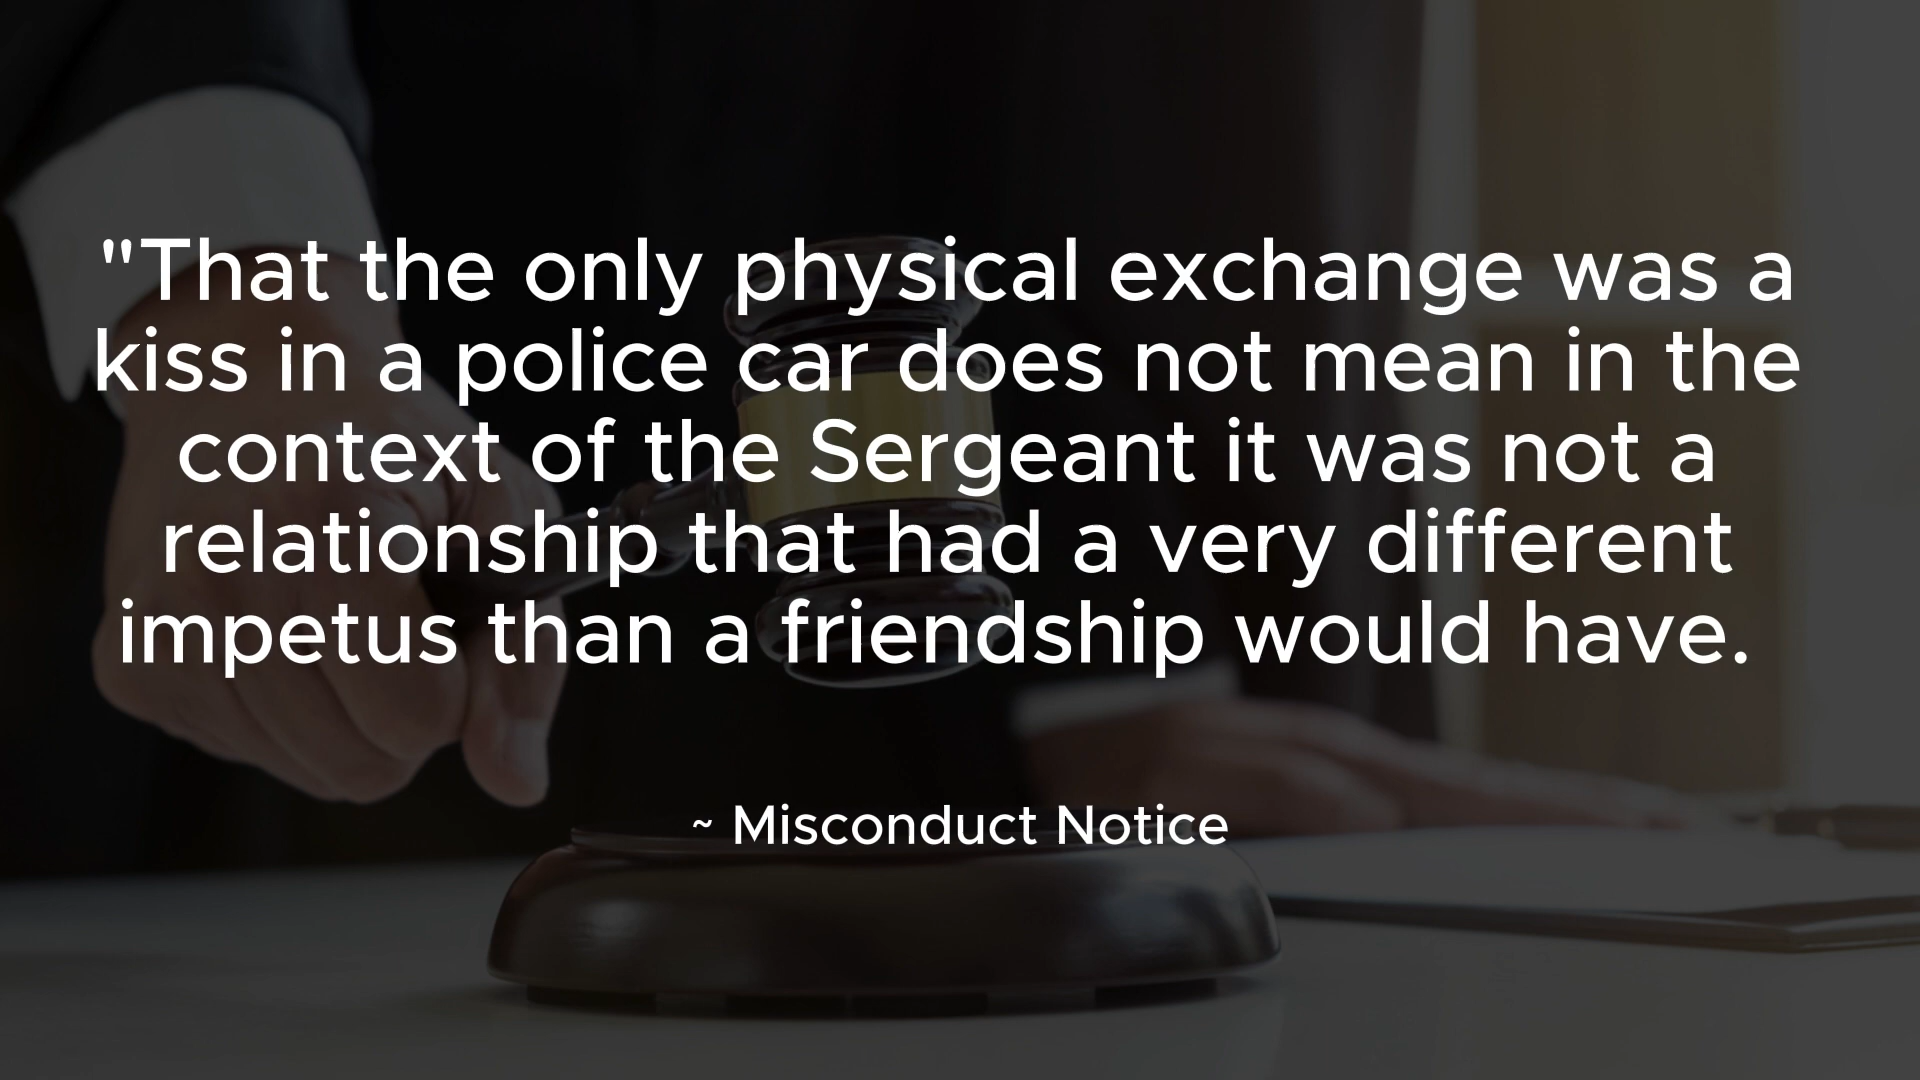 "That the only physical exchange was a
kiss in a police car does not mean in the
context of the Sergeant it was not a
relationship that had a very different
impetus than a friendship would have.
~ Misconduct Notice